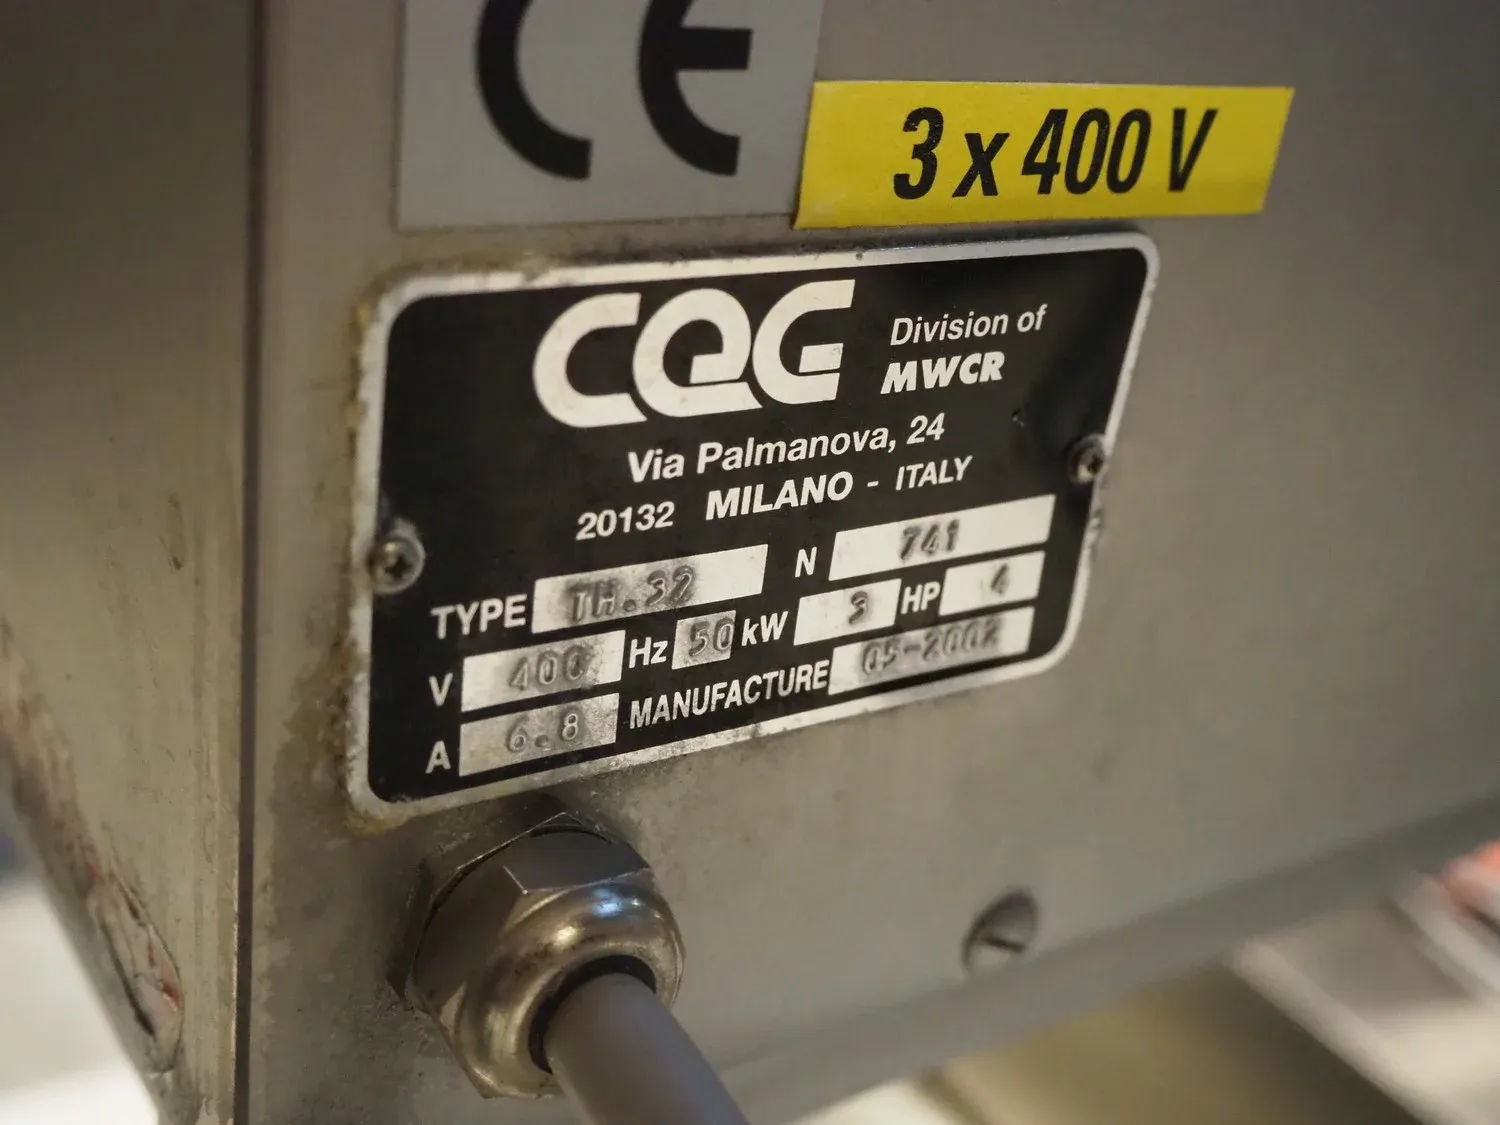 CE
3 x 400 V
CQG Division of
MWCR
Via Palmanova, 24
20132 MILANO - ITALY
TYPE TH.32 N 741
V 400 Hz 50 kW 3 HP 4
A 6.8 MANUFACTURE 05-2002